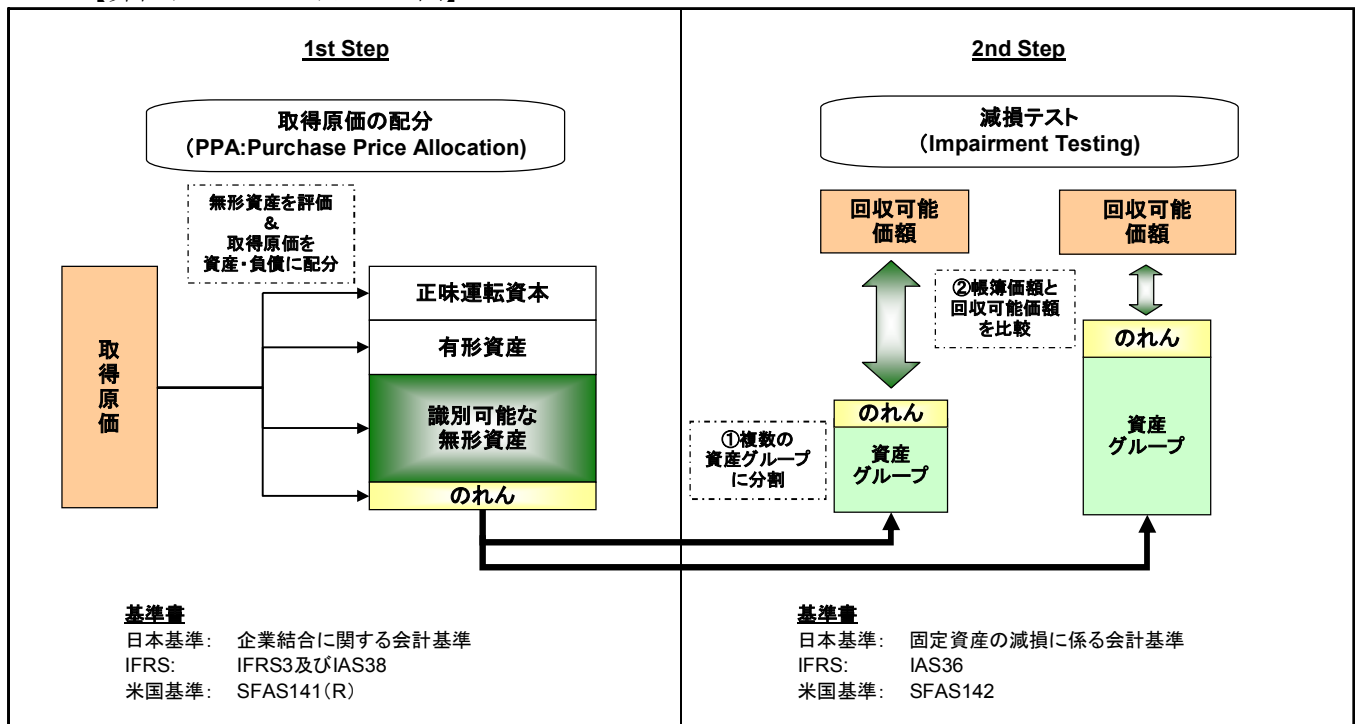 1st Step
取得原価の配分
(PPA:Purchase Price Allocation)
無形資産を評価
&
取得原価を
資産・負債に配分
取得原価
正味運転資本
有形資産
識別可能な
無形資産
のれん
基準書
日本基準: 企業結合に関する会計基準
IFRS: IFRS3及びIAS38
米国基準: SFAS141(R)
2nd Step
減損テスト
(Impairment Testing)
回収可能
価額
回収可能
価額
②帳簿価額と
回収可能価額
を比較
①複数の
資産グループ
に分割
のれん
資産
グループ
のれん
資産
グループ
基準書
日本基準: 固定資産の減損に係る会計基準
IFRS: IAS36
米国基準: SFAS142